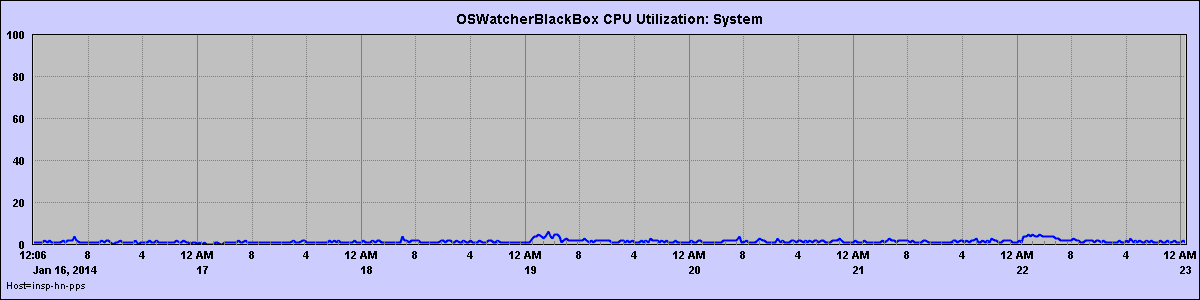 OSWatcherBlackBox CPU Utilization: System
100
80
60
40
20
0
12:06 8 4 12 AM 8 4 12 AM 8 4 12 AM 8 4 12 AM 8 4 12 AM 8 4 12 AM 8 4 12 AM
Jan 16, 2014 17 18 19 20 21 22 23
Host=insp-hn-pps